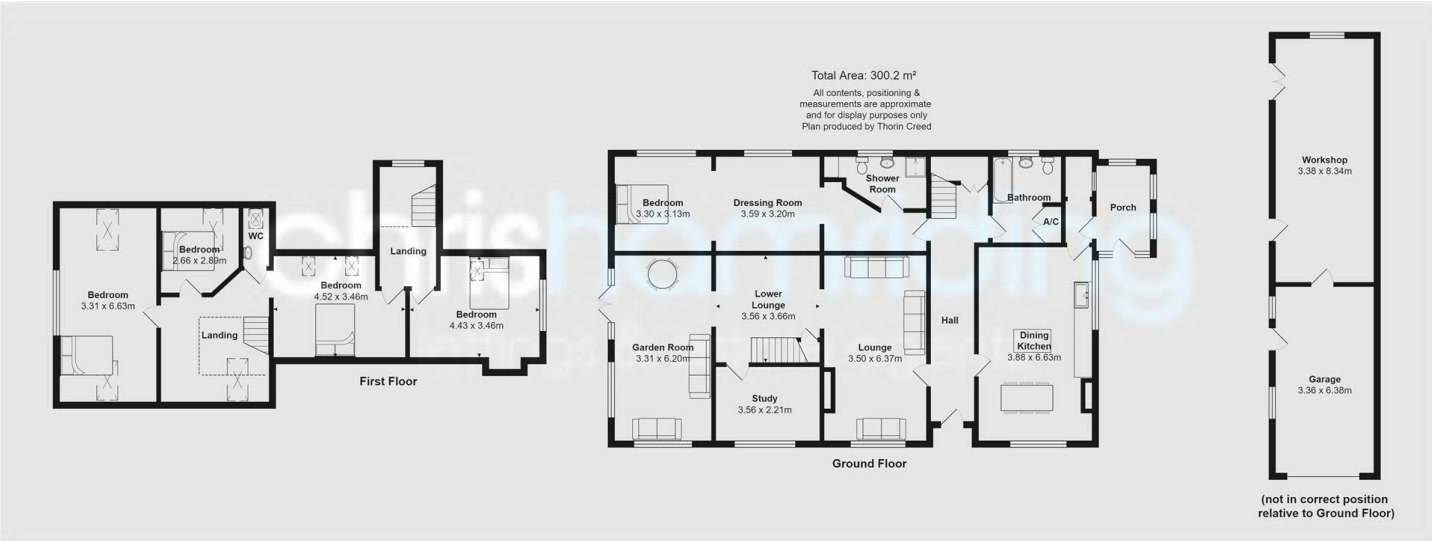 Total Area: 300.2 m²
All contents, positioning &
measurements are approximate
and for display purposes only
Plan produced by Thorin Creed
Bedroom
3.31 x 6.63m
Bedroom
2.66 x 2.89m
WC
Landing
Bedroom
4.52 x 3.46m
Landing
Bedroom
4.43 x 3.46m
First Floor
Bedroom
3.30 x 3.13m
Dressing Room
3.59 x 3.20m
Shower
Room
Bathroom
A/C
Porch
Garden Room
3.31 x 6.20m
Lower
Lounge
3.56 x 3.66m
Study
3.56 x 2.21m
Lounge
3.50 x 6.37m
Hall
Dining
Kitchen
3.88 x 6.63m
Ground Floor
Workshop
3.38 x 8.34m
Garage
3.36 x 6.38m
(not in correct position
relative to Ground Floor)
chrishamriding